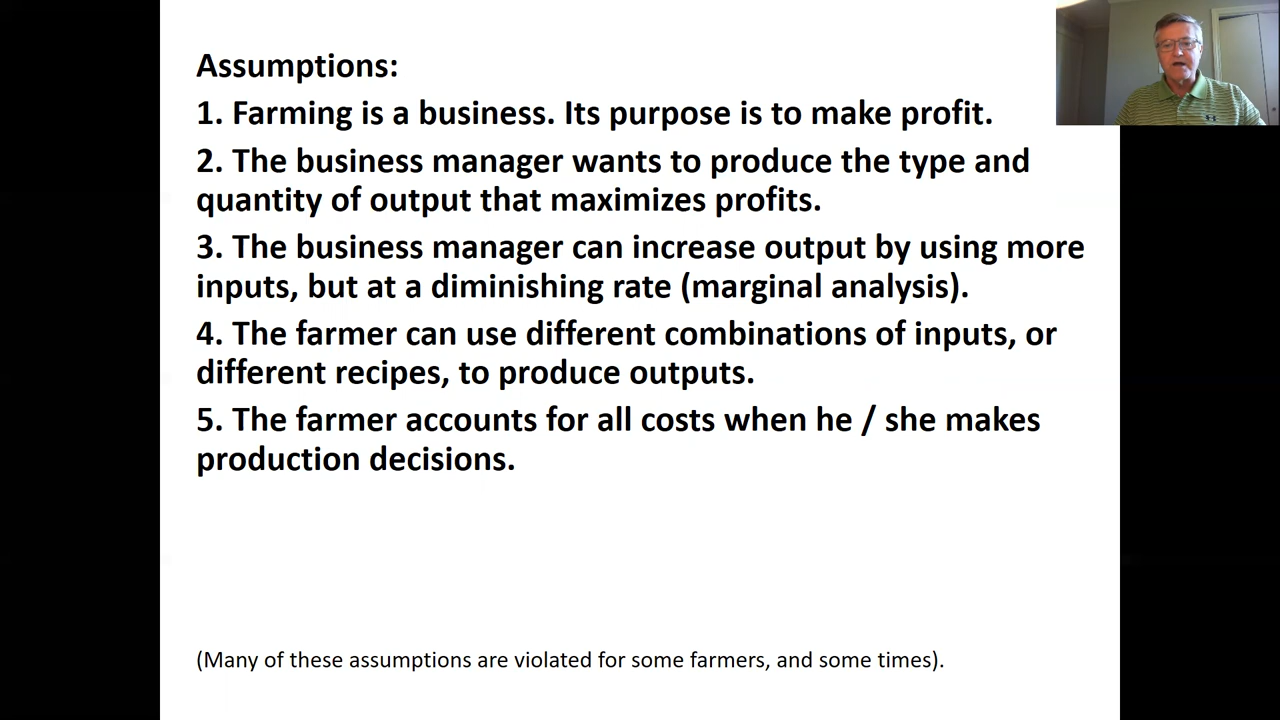 Assumptions:
1. Farming is a business. Its purpose is to make profit.
2. The business manager wants to produce the type and
quantity of output that maximizes profits.
3. The business manager can increase output by using more
inputs, but at a diminishing rate (marginal analysis).
4. The farmer can use different combinations of inputs, or
different recipes, to produce outputs.
5. The farmer accounts for all costs when he / she makes
production decisions.
(Many of these assumptions are violated for some farmers, and some times).